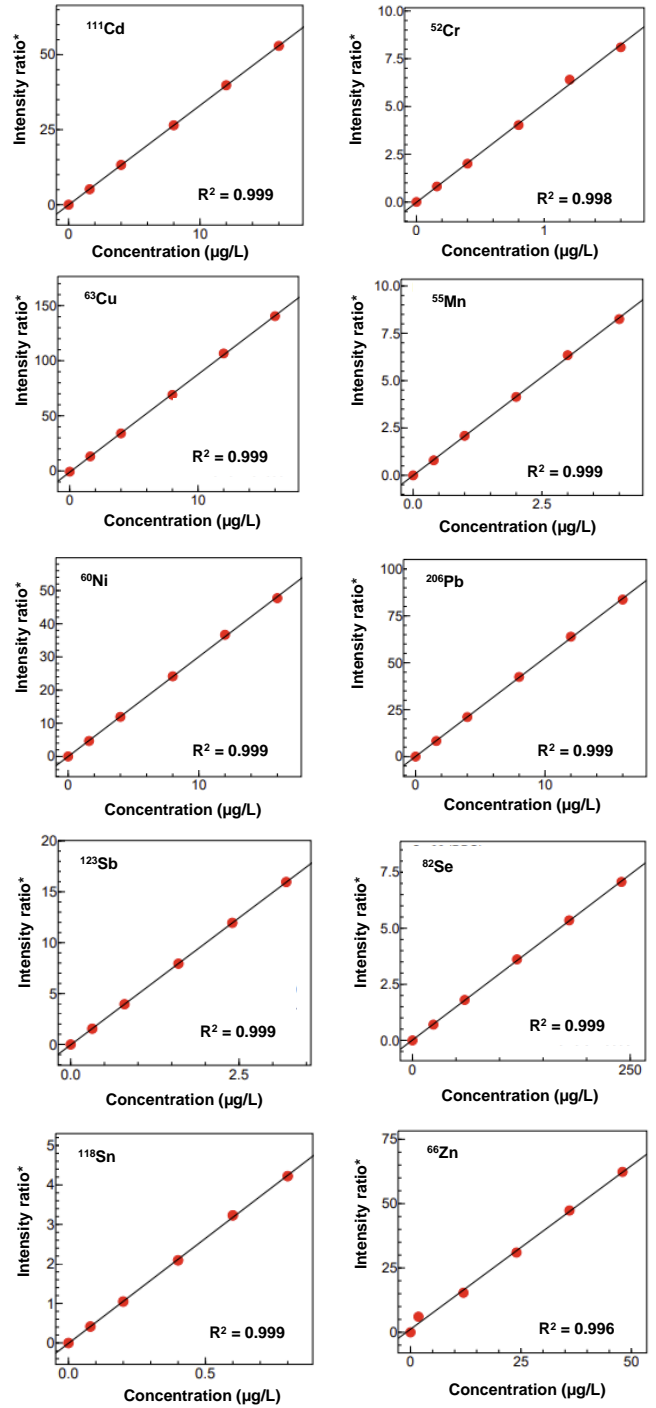 ¹¹¹Cd
Intensity ratio*
50
25
0
R² = 0.999
0 10
Concentration (µg/L)
⁵²Cr
Intensity ratio*
10.0
7.5
5.0
2.5
0.0
R² = 0.998
0 1
Concentration (µg/L)
⁶³Cu
Intensity ratio*
150
100
50
0
R² = 0.999
0 10
Concentration (µg/L)
⁵⁵Mn
Intensity ratio*
10.0
7.5
5.0
2.5
0.0
R² = 0.999
0.0 2.5
Concentration (µg/L)
⁶⁰Ni
Intensity ratio*
50
40
30
20
10
0
R² = 0.999
0 10
Concentration (µg/L)
²⁰⁶Pb
Intensity ratio*
100
75
50
25
0
R² = 0.999
0 10
Concentration (µg/L)
¹²³Sb
Intensity ratio*
20
15
10
5
0
R² = 0.999
0.0 2.5
Concentration (µg/L)
⁸²Se
Intensity ratio*
7.5
5.0
2.5
0.0
R² = 0.999
0 250
Concentration (µg/L)
¹¹⁸Sn
Intensity ratio*
5
4
3
2
1
0
R² = 0.999
0.0 0.5
Concentration (µg/L)
⁶⁶Zn
Intensity ratio*
75
50
25
0
R² = 0.996
0 25 50
Concentration (µg/L)